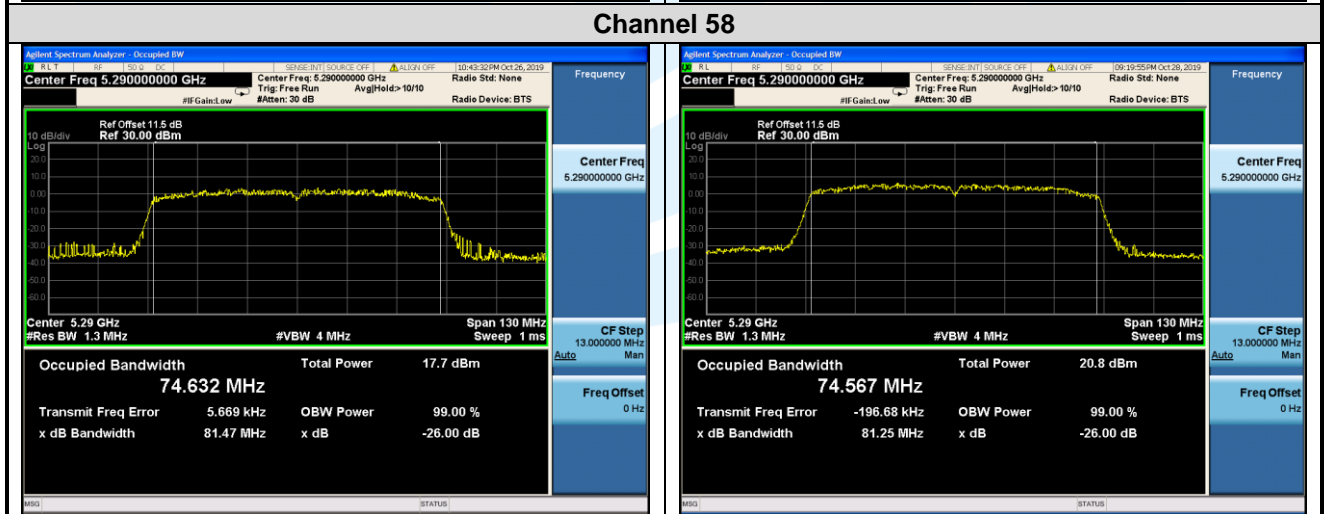 Channel 58
Agilent Spectrum Analyzer - Occupied BW
RL T RF 50 Ω DC SENSE:INT SOURCE OFF ALIGN OFF 10:43:32 PM Oct 26, 2019
Center Freq 5.290000000 GHz
Center Freq: 5.290000000 GHz Radio Std: None
Trig: Free Run Avg|Hold:> 10/10
#IFGain:Low #Atten: 30 dB Radio Device: BTS
Frequency
Ref Offset 11.5 dB
10 dB/div Ref 30.00 dBm
Log
20.0
10.0
0.00
-10.0
-20.0
-30.0
-40.0
-50.0
-60.0
Center 5.29 GHz Span 130 MHz
#Res BW 1.3 MHz #VBW 4 MHz Sweep 1 ms
Occupied Bandwidth Total Power 17.7 dBm
74.632 MHz
Transmit Freq Error 5.669 kHz OBW Power 99.00 %
x dB Bandwidth 81.47 MHz x dB -26.00 dB
Center Freq
5.290000000 GHz
CF Step
13.000000 MHz
Auto Man
Freq Offset
0 Hz
MSG STATUS
Agilent Spectrum Analyzer - Occupied BW
RL RF 50 Ω DC SENSE:INT SOURCE OFF ALIGN OFF 09:19:55 PM Oct 28, 2019
Center Freq 5.290000000 GHz
Center Freq: 5.290000000 GHz Radio Std: None
Trig: Free Run Avg|Hold:> 10/10
#IFGain:Low #Atten: 30 dB Radio Device: BTS
Frequency
Ref Offset 11.5 dB
10 dB/div Ref 30.00 dBm
Log
20.0
10.0
0.00
-10.0
-20.0
-30.0
-40.0
-50.0
-60.0
Center 5.29 GHz Span 130 MHz
#Res BW 1.3 MHz #VBW 4 MHz Sweep 1 ms
Occupied Bandwidth Total Power 20.8 dBm
74.567 MHz
Transmit Freq Error -196.68 kHz OBW Power 99.00 %
x dB Bandwidth 81.25 MHz x dB -26.00 dB
Center Freq
5.290000000 GHz
CF Step
13.000000 MHz
Auto Man
Freq Offset
0 Hz
MSG STATUS